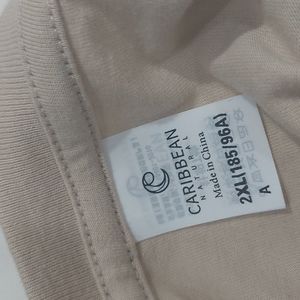 CARIBBEAN
NATURAL
Made in China
2XL(185/96A)
A